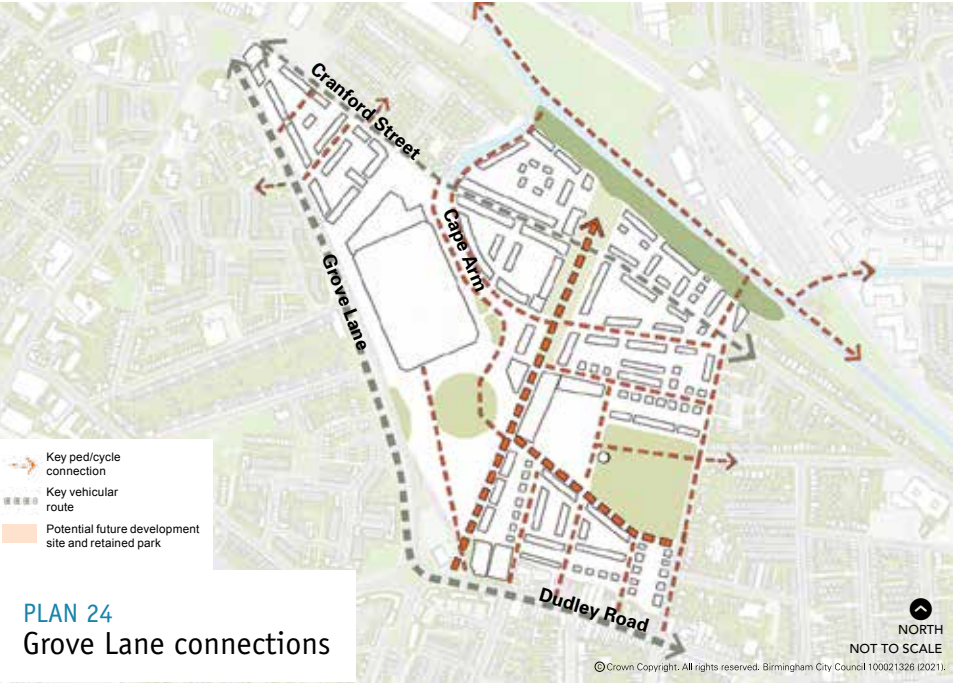 Cranford Street
Cape Arm
Grove Lane
Dudley Road
Key ped/cycle
connection
Key vehicular
route
Potential future development
site and retained park
PLAN 24
Grove Lane connections
NORTH
NOT TO SCALE
©Crown Copyright. All rights reserved. Birmingham City Council 100021326 (2021).